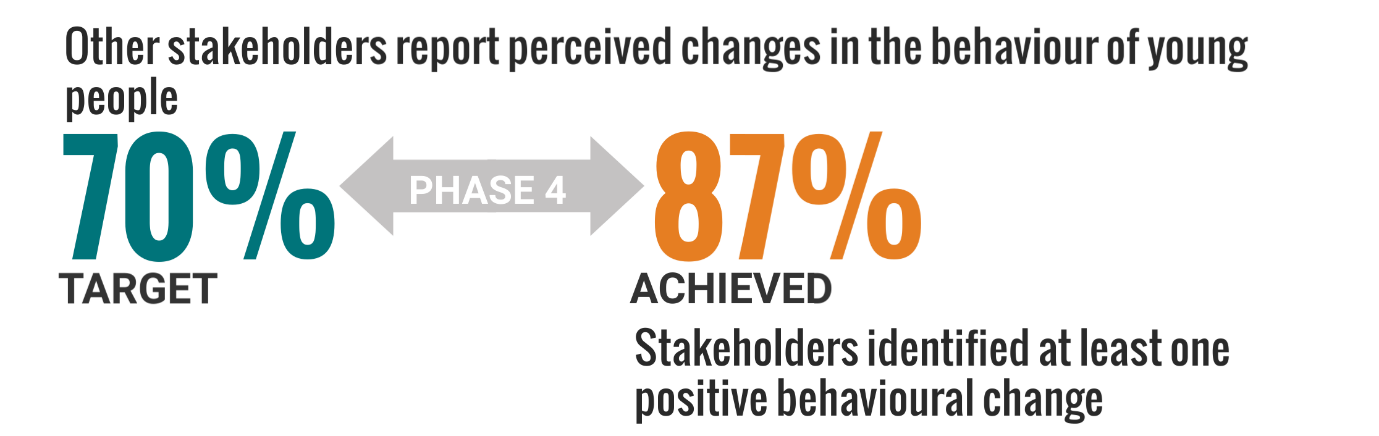 Other stakeholders report perceived changes in the behaviour of young
people
70% PHASE 4 87%
TARGET ACHIEVED
Stakeholders identified at least one
positive behavioural change